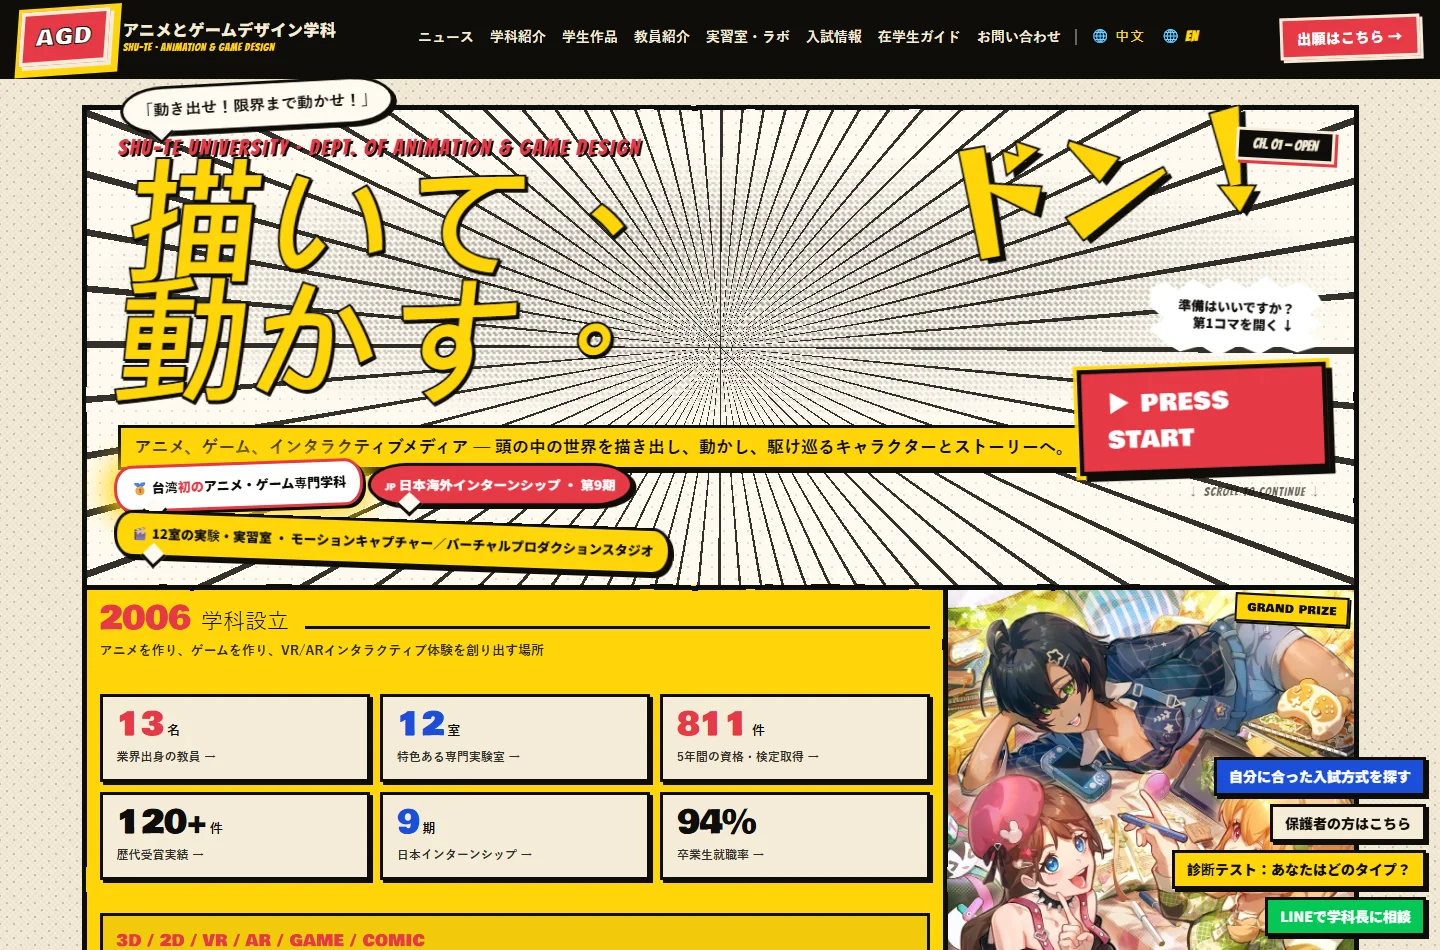 AGD
アニメとゲームデザイン学科
SHU-TE · ANIMATION & GAME DESIGN
ニュース 学科紹介 学生作品 教員紹介 実習室・ラボ 入試情報 在学生ガイド お問い合わせ | 中文 EN
出願はこちら →
「動き出せ！限界まで動かせ！」
SHU-TE UNIVERSITY · DEPT. OF ANIMATION & GAME DESIGN
描いて、
動かす。
ドン！
CH. 01 — OPEN
準備はいいですか？
第1コマを開く ↓
▶ PRESS
START
↓ SCROLL TO CONTINUE ↓
アニメ、ゲーム、インタラクティブメディア — 頭の中の世界を描き出し、動かし、駆け巡るキャラクターとストーリーへ。
台湾初のアニメ・ゲーム専門学科
JP 日本海外インターンシップ · 第9期
12室の実験・実習室 · モーションキャプチャー／バーチャルプロダクションスタジオ
2006 学科設立
アニメを作り、ゲームを作り、VR/ARインタラクティブ体験を創り出す場所
13名
業界出身の教員 →
12室
特色ある専門実験室 →
811件
5年間の資格・検定取得 →
120+件
歴代受賞実績 →
9期
日本インターンシップ →
94%
卒業生就職率 →
3D / 2D / VR / AR / GAME / COMIC
GRAND PRIZE
自分に合った入試方式を探す
保護者の方はこちら
診断テスト：あなたはどのタイプ？
LINEで学科長に相談